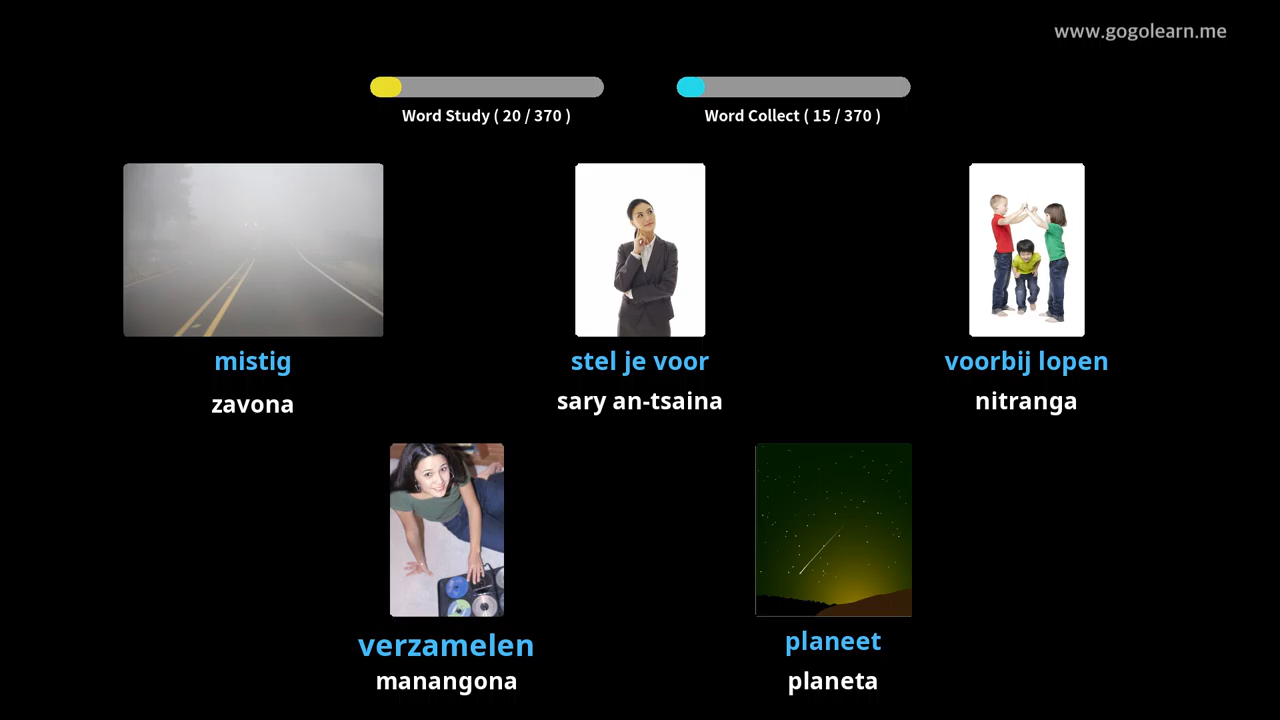 www.gogolearn.me
Word Study ( 20 / 370 )
Word Collect ( 15 / 370 )
mistig
zavona
stel je voor
sary an-tsaina
voorbij lopen
nitranga
verzamelen
manangona
planeet
planeta